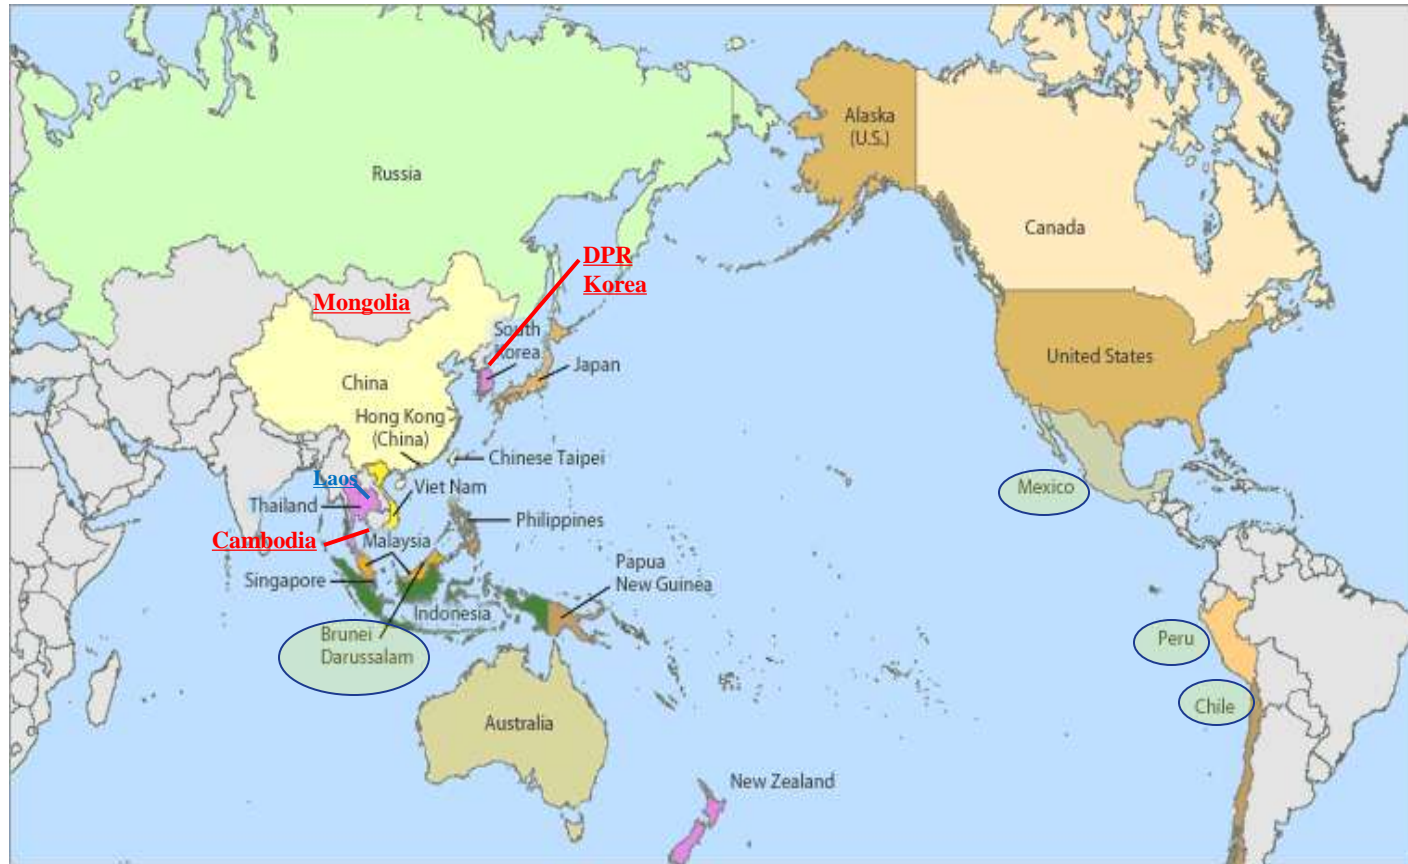 Alaska
(U.S.)
Russia
Canada
DPR
Korea
Mongolia
South
Korea
United States
Japan
China
Hong Kong
(China)
Chinese Taipei
Laos
Viet Nam
Mexico
Thailand
Philippines
Cambodia
Malaysia
Papua
New Guinea
Singapore
Indonesia
Brunei
Darussalam
Peru
Chile
Australia
New Zealand